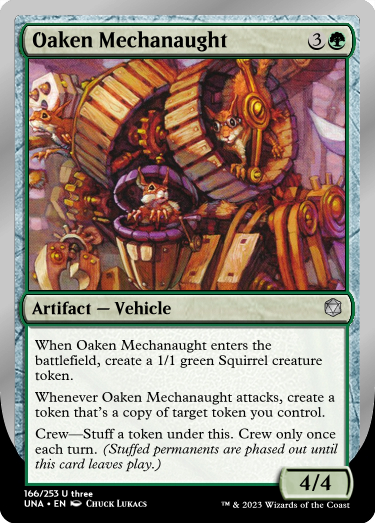 Oaken Mechanaught 3
Artifact — Vehicle
When Oaken Mechanaught enters the
battlefield, create a 1/1 green Squirrel creature
token.
Whenever Oaken Mechanaught attacks, create a
token that's a copy of target token you control.
Crew—Stuff a token under this. Crew only once
each turn. (Stuffed permanents are phased out until
this card leaves play.)
4/4
166/253 U three
UNA • EN Chuck Lukacs
™ & 2023 Wizards of the Coast